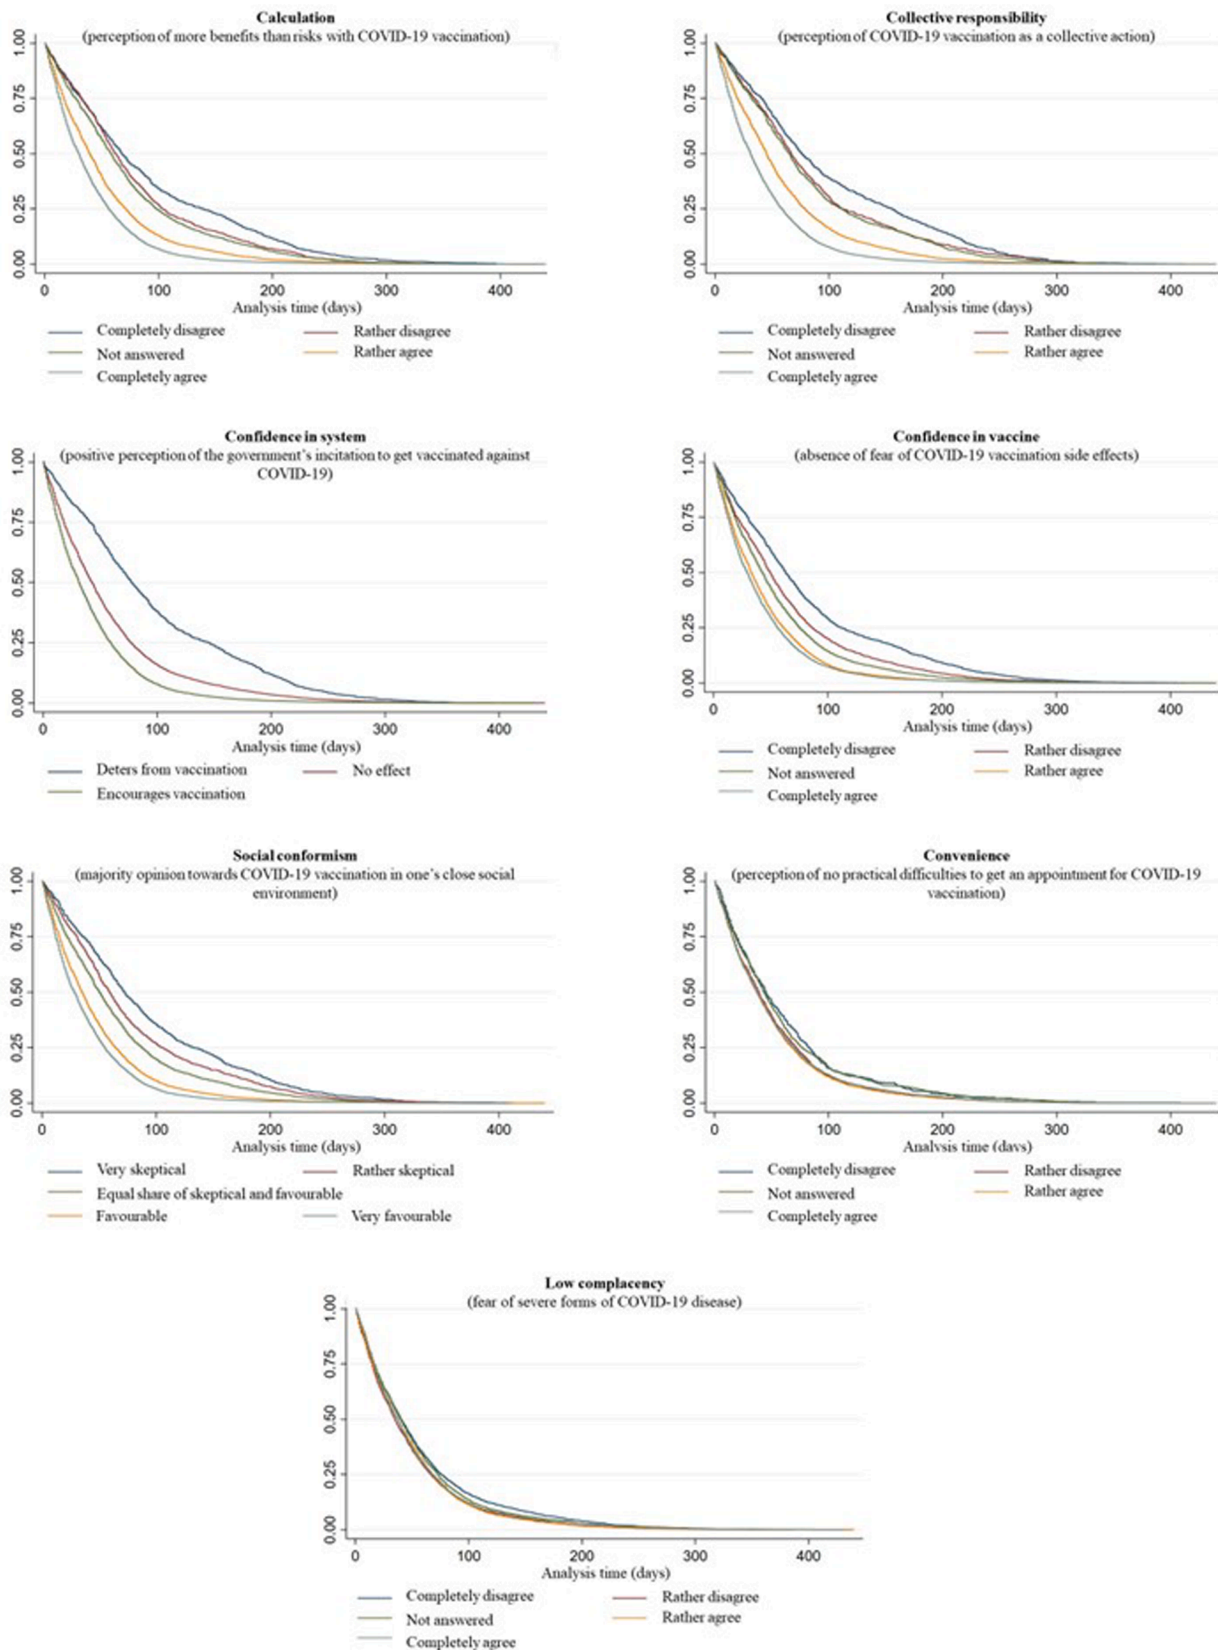 Calculation
(perception of more benefits than risks with COVID-19 vaccination)
1.00
0.75
0.50
0.25
0.00
0 100 200 300 400
Analysis time (days)
Completely disagree Rather disagree
Not answered Rather agree
Completely agree
Collective responsibility
(perception of COVID-19 vaccination as a collective action)
1.00
0.75
0.50
0.25
0.00
0 100 200 300 400
Analysis time (days)
Completely disagree Rather disagree
Not answered Rather agree
Completely agree
Confidence in system
(positive perception of the government's incitation to get vaccinated against
COVID-19)
1.00
0.75
0.50
0.25
0.00
0 100 200 300 400
Analysis time (days)
Deters from vaccination No effect
Encourages vaccination
Confidence in vaccine
(absence of fear of COVID-19 vaccination side effects)
1.00
0.75
0.50
0.25
0.00
0 100 200 300 400
Analysis time (days)
Completely disagree Rather disagree
Not answered Rather agree
Completely agree
Social conformism
(majority opinion towards COVID-19 vaccination in one's close social
environment)
1.00
0.75
0.50
0.25
0.00
0 100 200 300 400
Analysis time (days)
Very skeptical Rather skeptical
Equal share of skeptical and favourable
Favourable Very favourable
Convenience
(perception of no practical difficulties to get an appointment for COVID-19
vaccination)
1.00
0.75
0.50
0.25
0.00
0 100 200 300 400
Analysis time (days)
Completely disagree Rather disagree
Not answered Rather agree
Completely agree
Low complacency
(fear of severe forms of COVID-19 disease)
1.00
0.75
0.50
0.25
0.00
0 100 200 300 400
Analysis time (days)
Completely disagree Rather disagree
Not answered Rather agree
Completely agree